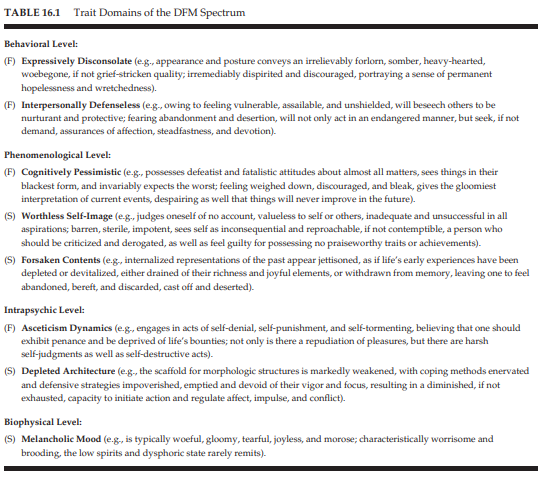 TABLE 16.1 Trait Domains of the DFM Spectrum
Behavioral Level:
(F) Expressively Disconsolate (e.g., appearance and posture conveys an irrelievably forlorn, somber, heavy-hearted,
woebegone, if not grief-stricken quality; irremediably dispirited and discouraged, portraying a sense of permanent
hopelessness and wretchedness).
(F) Interpersonally Defenseless (e.g., owing to feeling vulnerable, assailable, and unshielded, will beseech others to be
nurturant and protective; fearing abandonment and desertion, will not only act in an endangered manner, but seek, if not
demand, assurances of affection, steadfastness, and devotion).
Phenomenological Level:
(F) Cognitively Pessimistic (e.g., possesses defeatist and fatalistic attitudes about almost all matters, sees things in their
blackest form, and invariably expects the worst; feeling weighed down, discouraged, and bleak, gives the gloomiest
interpretation of current events, despairing as well that things will never improve in the future).
(S) Worthless Self-Image (e.g., judges oneself of no account, valueless to self or others, inadequate and unsuccessful in all
aspirations; barren, sterile, impotent, sees self as inconsequential and reproachable, if not contemptible, a person who
should be criticized and derogated, as well as feel guilty for possessing no praiseworthy traits or achievements).
(S) Forsaken Contents (e.g., internalized representations of the past appear jettisoned, as if life's early experiences have been
depleted or devitalized, either drained of their richness and joyful elements, or withdrawn from memory, leaving one to feel
abandoned, bereft, and discarded, cast off and deserted).
Intrapsychic Level:
(F) Asceticism Dynamics (e.g., engages in acts of self-denial, self-punishment, and self-tormenting, believing that one should
exhibit penance and be deprived of life's bounties; not only is there a repudiation of pleasures, but there are harsh
self-judgments as well as self-destructive acts).
(S) Depleted Architecture (e.g., the scaffold for morphologic structures is markedly weakened, with coping methods enervated
and defensive strategies impoverished, emptied and devoid of their vigor and focus, resulting in a diminished, if not
exhausted, capacity to initiate action and regulate affect, impulse, and conflict).
Biophysical Level:
(S) Melancholic Mood (e.g., is typically woeful, gloomy, tearful, joyless, and morose; characteristically worrisome and
brooding, the low spirits and dysphoric state rarely remits).